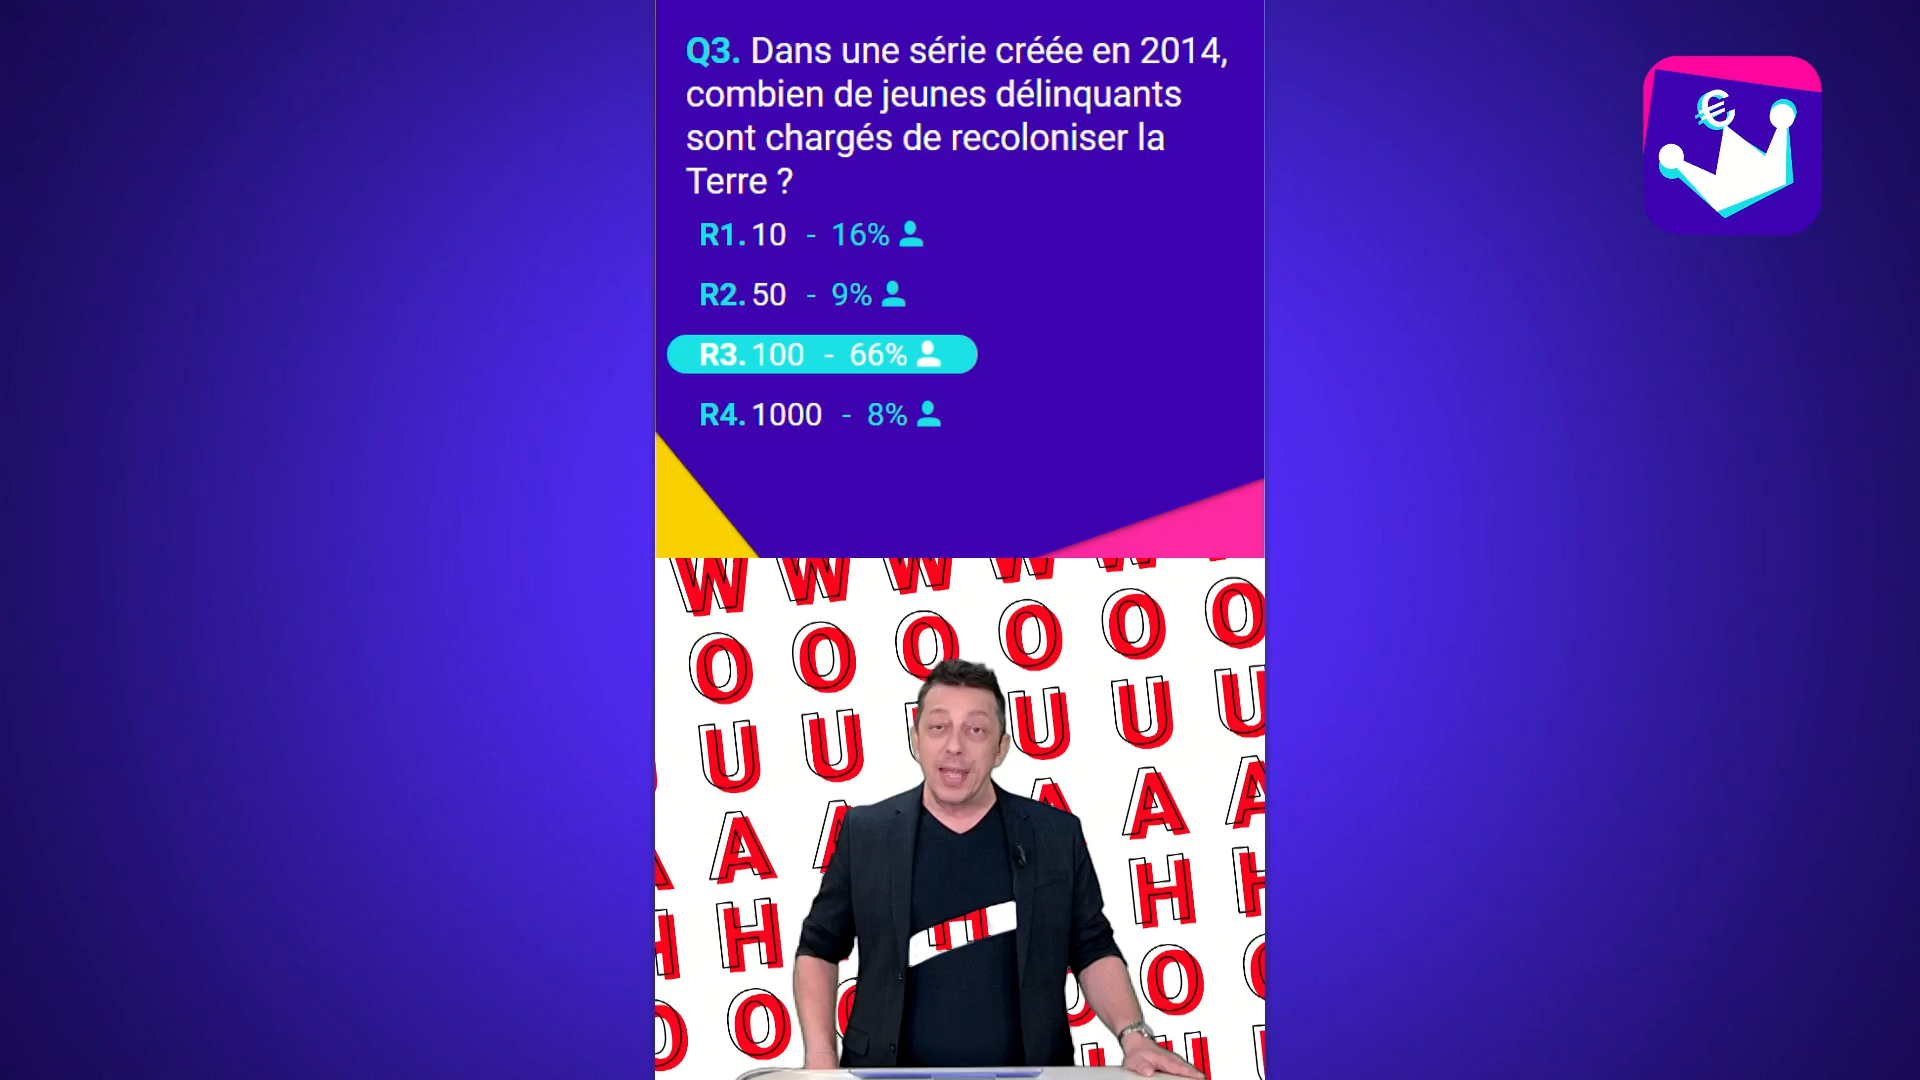 Q3. Dans une série créée en 2014,
combien de jeunes délinquants
sont chargés de recoloniser la
Terre ?
R1. 10 - 16%
R2. 50 - 9%
R3. 100 - 66%
R4. 1000 - 8%
€
W W W W W W
O O O O O O
U U U U U U
A A A A A
H H H
O O O O